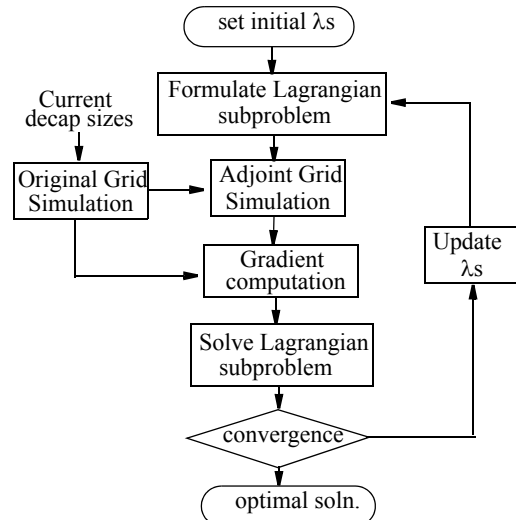 set initial λs
Formulate Lagrangian
subproblem
Current
decap sizes
Original Grid
Simulation
Adjoint Grid
Simulation
Update
λs
Gradient
computation
Solve Lagrangian
subproblem
convergence
optimal soln.